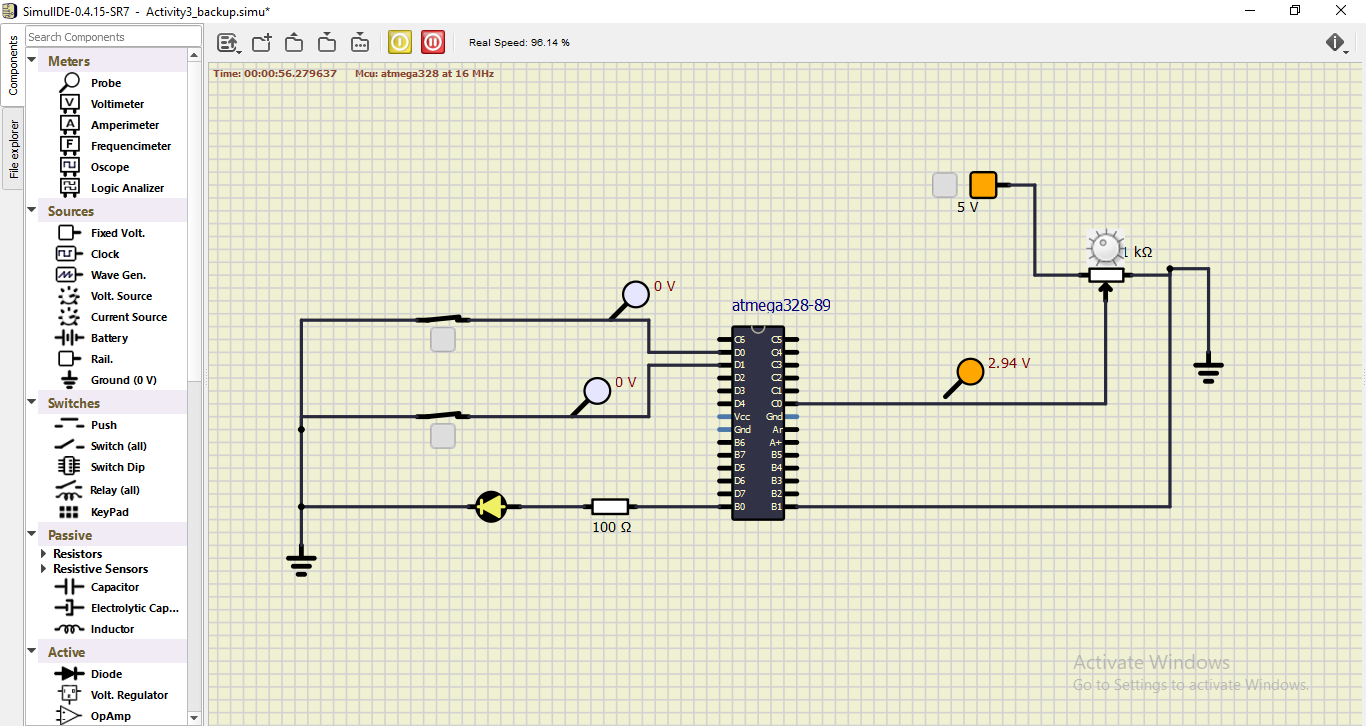 SimulIDE-0.4.15-SR7 - Activity3_backup.simu*
Components
File explorer
Search Components
Meters
Probe
Voltimeter
Amperimeter
Frequencimeter
Oscope
Logic Analizer
Sources
Fixed Volt.
Clock
Wave Gen.
Volt. Source
Current Source
Battery
Rail.
Ground (0 V)
Switches
Push
Switch (all)
Switch Dip
Relay (all)
KeyPad
Passive
Resistors
Resistive Sensors
Capacitor
Electrolytic Cap...
Inductor
Active
Diode
Volt. Regulator
OpAmp
Real Speed: 96.14 %
Time: 00:00:56.279637 Mcu: atmega328 at 16 MHz
5 V
1 kΩ
0 V
atmega328-89
0 V
2.94 V
C6 C5
D0 C4
D1 C3
D2 C2
D3 C1
D4 C0
Vcc Gnd
Gnd Ar
B6 A+
B7 B5
D5 B4
D6 B3
D7 B2
B0 B1
100 Ω
Activate Windows
Go to Settings to activate Windows.